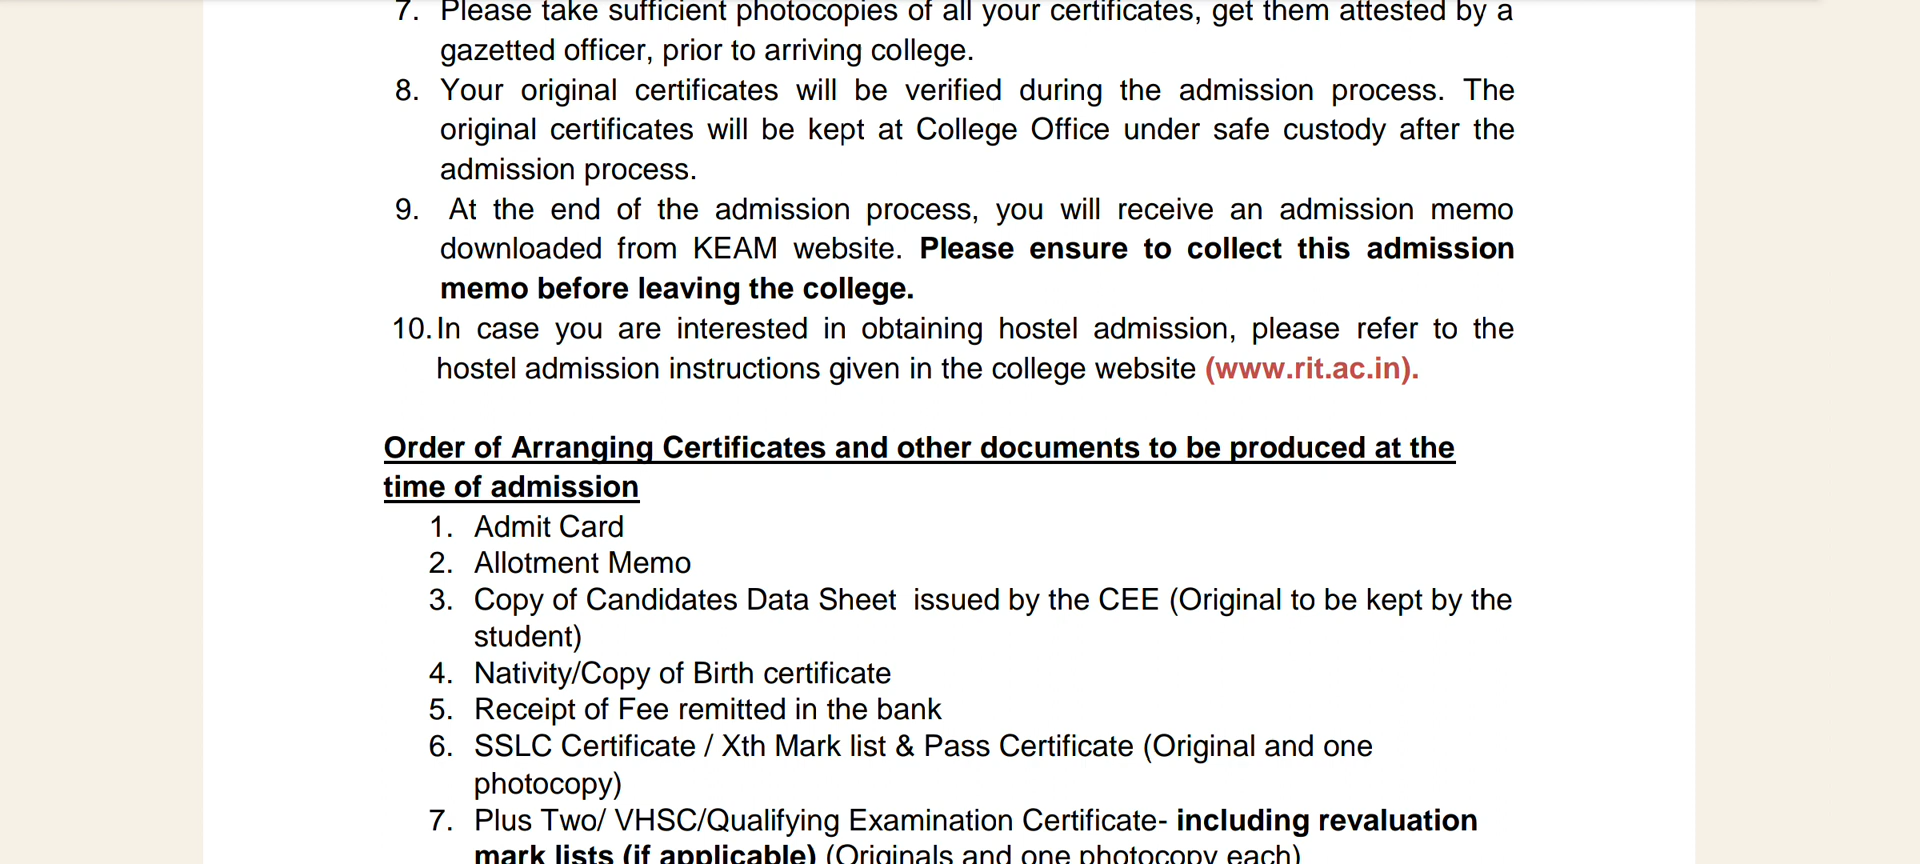 7. Please take sufficient photocopies of all your certificates, get them attested by a
gazetted officer, prior to arriving college.
8. Your original certificates will be verified during the admission process. The
original certificates will be kept at College Office under safe custody after the
admission process.
9. At the end of the admission process, you will receive an admission memo
downloaded from KEAM website. Please ensure to collect this admission
memo before leaving the college.
10. In case you are interested in obtaining hostel admission, please refer to the
hostel admission instructions given in the college website (www.rit.ac.in).
Order of Arranging Certificates and other documents to be produced at the
time of admission
1. Admit Card
2. Allotment Memo
3. Copy of Candidates Data Sheet issued by the CEE (Original to be kept by the
student)
4. Nativity/Copy of Birth certificate
5. Receipt of Fee remitted in the bank
6. SSLC Certificate / Xth Mark list & Pass Certificate (Original and one
photocopy)
7. Plus Two/ VHSC/Qualifying Examination Certificate- including revaluation
mark lists (if applicable) (Originals and one photocopy each)